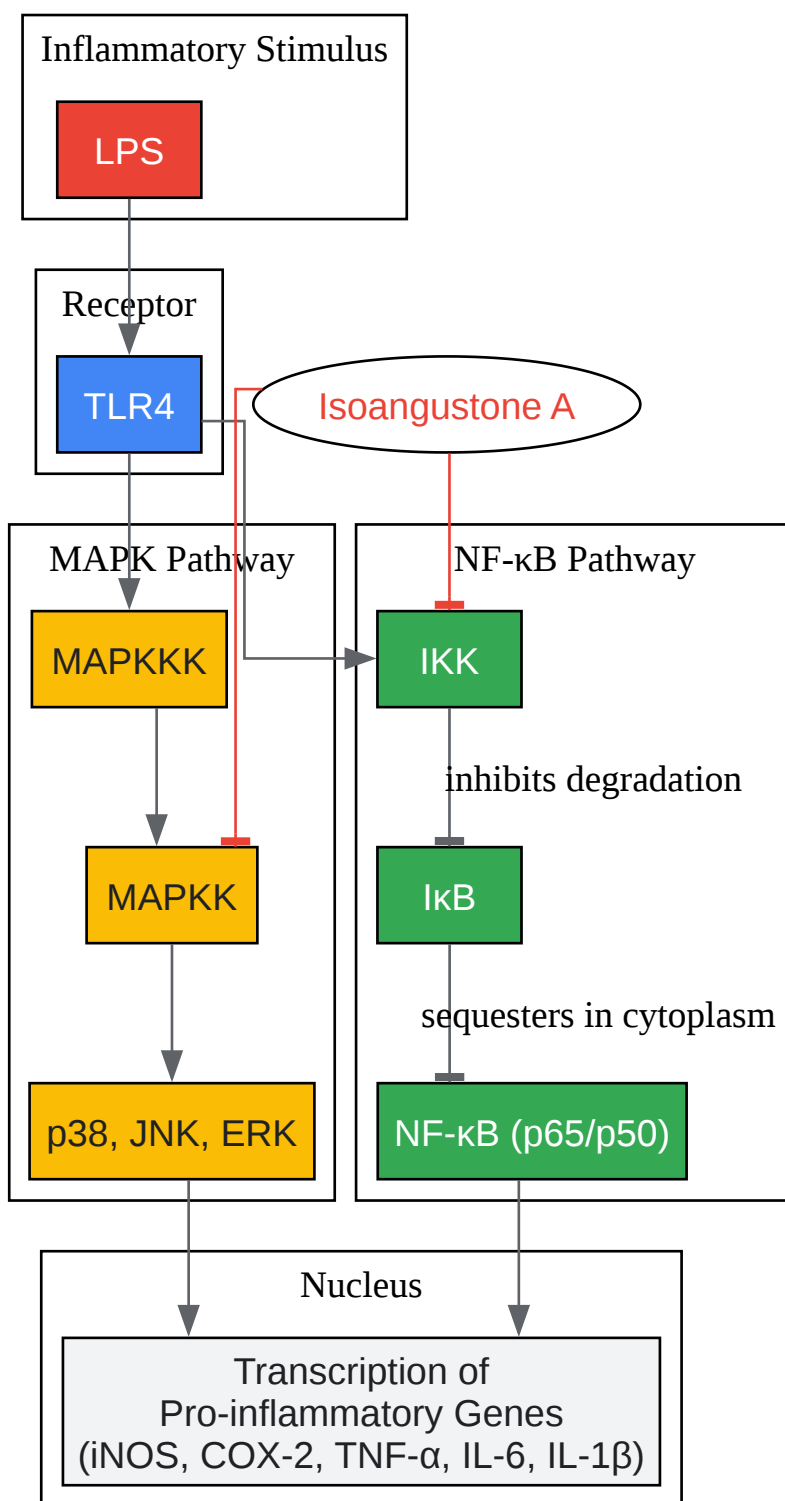 Inflammatory Stimulus
LPS
Receptor
TLR4
Isoangustone A
MAPK Pathway
NF-κB Pathway
MAPKKK
IKK
inhibits degradation
MAPKK
IκB
sequesters in cytoplasm
p38, JNK, ERK
NF-κB (p65/p50)
Nucleus
Transcription of
Pro-inflammatory Genes
(iNOS, COX-2, TNF-α, IL-6, IL-1β)